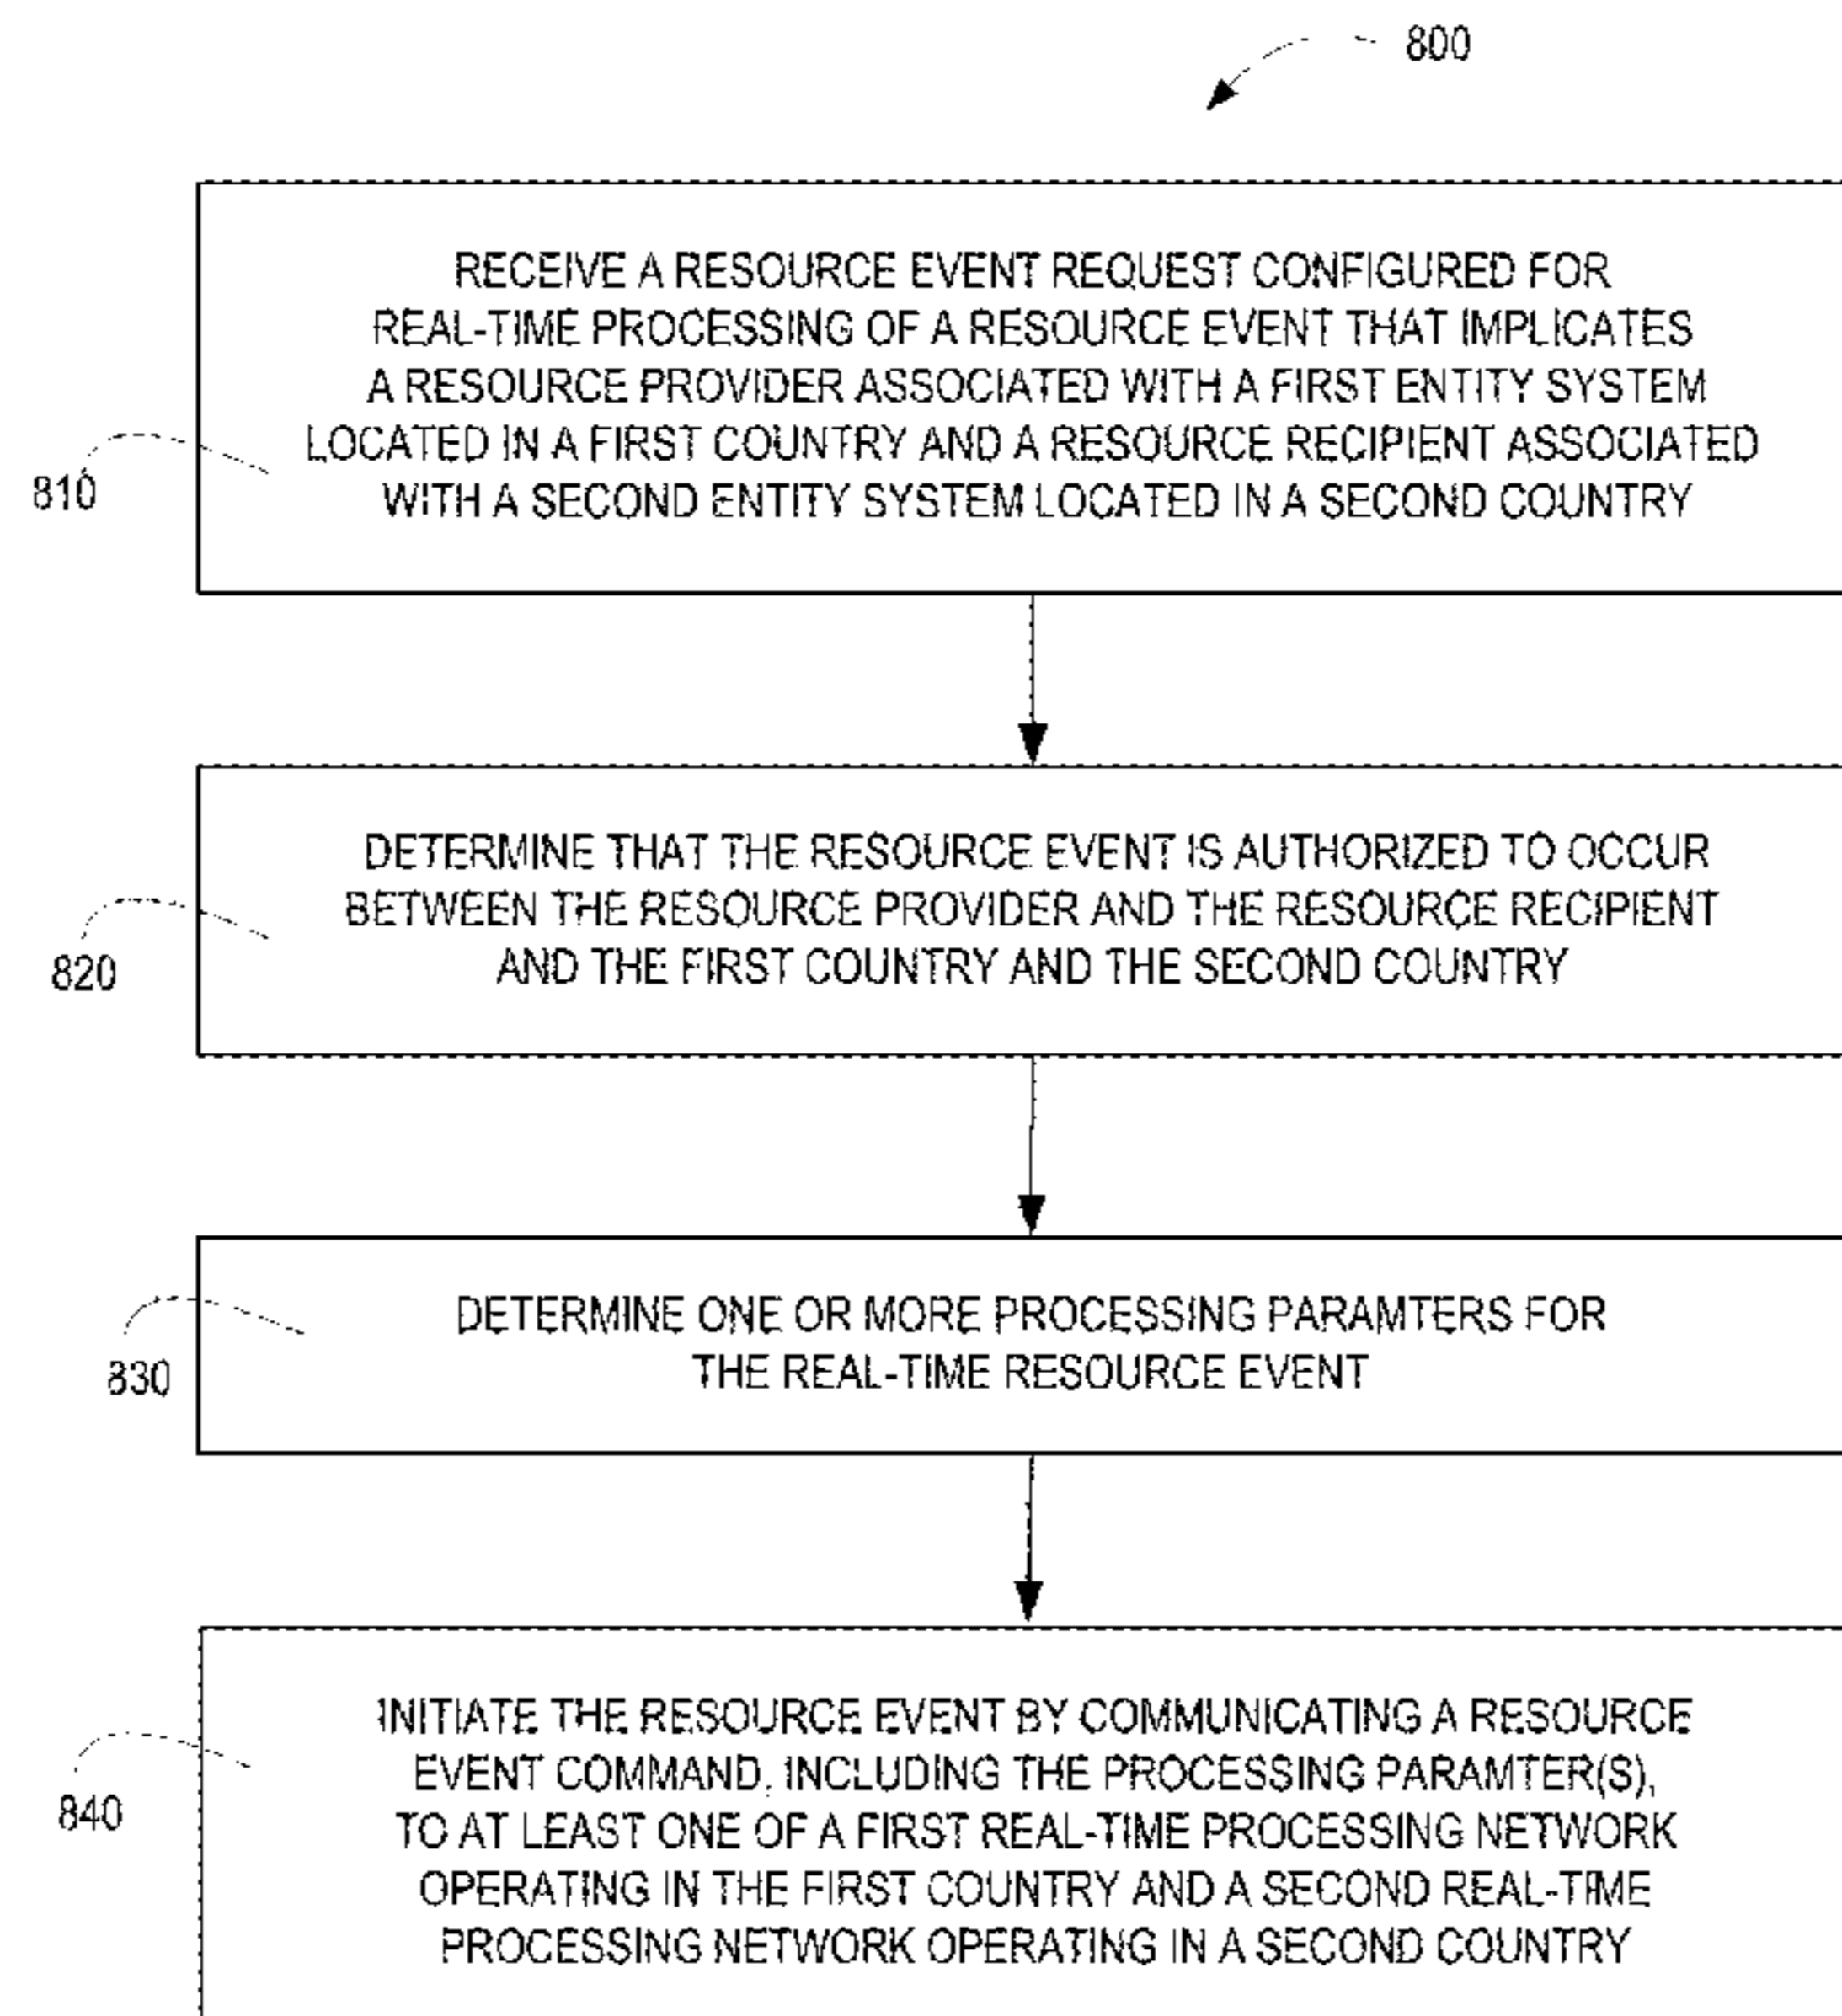 800
RECEIVE A RESOURCE EVENT REQUEST CONFIGURED FOR
REAL-TIME PROCESSING OF A RESOURCE EVENT THAT IMPLICATES
A RESOURCE PROVIDER ASSOCIATED WITH A FIRST ENTITY SYSTEM
LOCATED IN A FIRST COUNTRY AND A RESOURCE RECIPIENT ASSOCIATED
WITH A SECOND ENTITY SYSTEM LOCATED IN A SECOND COUNTRY
810
DETERMINE THAT THE RESOURCE EVENT IS AUTHORIZED TO OCCUR
BETWEEN THE RESOURCE PROVIDER AND THE RESOURCE RECIPIENT
AND THE FIRST COUNTRY AND THE SECOND COUNTRY
820
DETERMINE ONE OR MORE PROCESSING PARAMTERS FOR
THE REAL-TIME RESOURCE EVENT
830
INITIATE THE RESOURCE EVENT BY COMMUNICATING A RESOURCE
EVENT COMMAND, INCLUDING THE PROCESSING PARAMTER(S),
TO AT LEAST ONE OF A FIRST REAL-TIME PROCESSING NETWORK
OPERATING IN THE FIRST COUNTRY AND A SECOND REAL-TIME
PROCESSING NETWORK OPERATING IN A SECOND COUNTRY
840